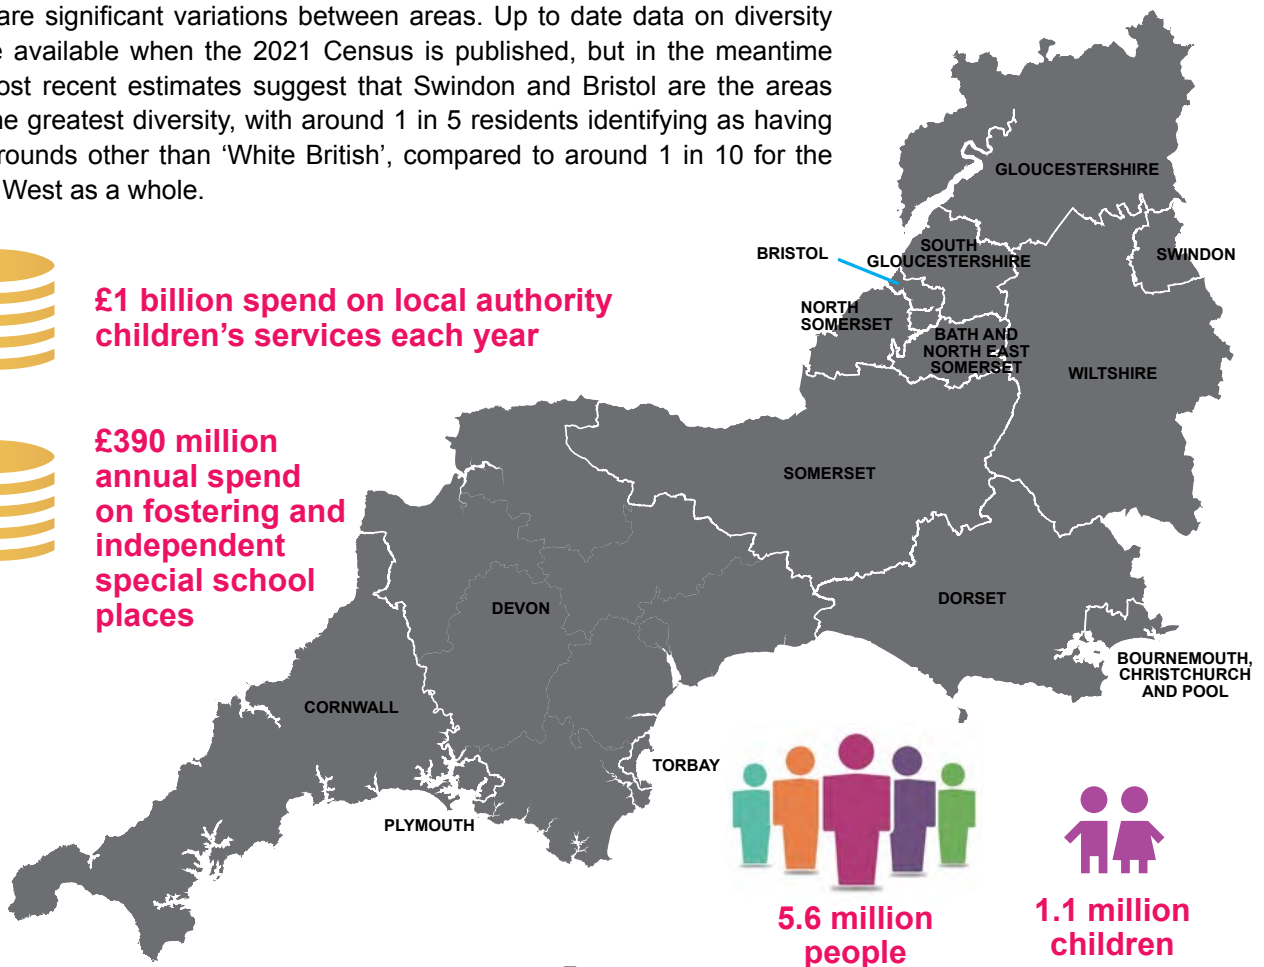 are significant variations between areas. Up to date data on diversity
available when the 2021 Census is published, but in the meantime
recent estimates suggest that Swindon and Bristol are the areas
greatest diversity, with around 1 in 5 residents identifying as having
other than ‘White British’, compared to around 1 in 10 for the
West as a whole.
£1 billion spend on local authority
children’s services each year
£390 million
annual spend
on fostering and
independent
special school
places
GLOUCESTERSHIRE
BRISTOL
SOUTH
GLOUCESTERSHIRE
SWINDON
NORTH
SOMERSET
BATH AND
NORTH EAST
SOMERSET
WILTSHIRE
SOMERSET
DEVON
DORSET
BOURNEMOUTH,
CHRISTCHURCH
AND POOL
CORNWALL
TORBAY
PLYMOUTH
5.6 million
people
1.1 million
children